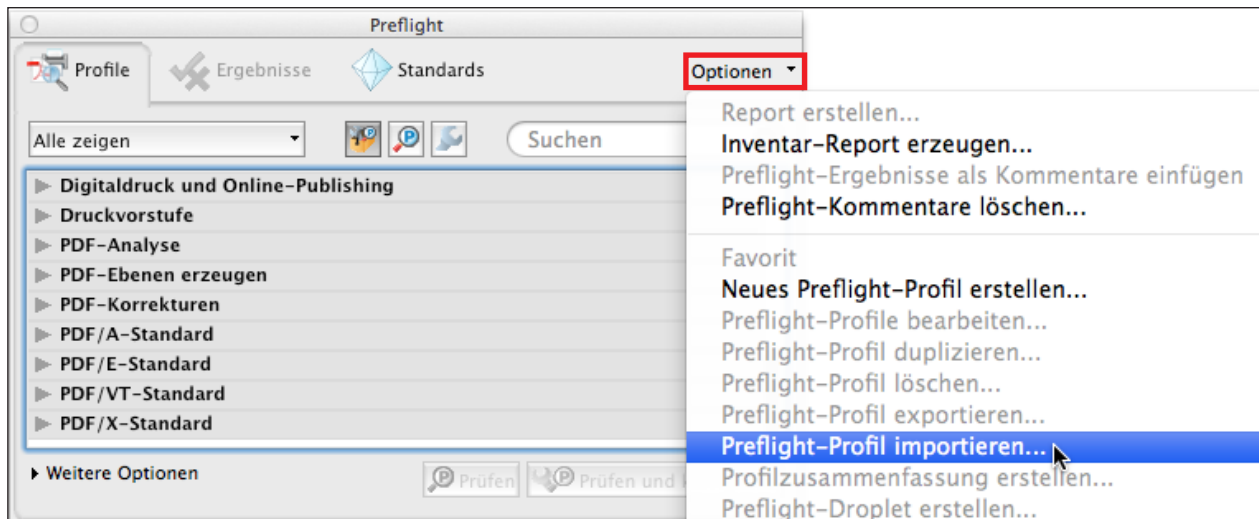 Preflight
Profile
Ergebnisse
Standards
Optionen
Alle zeigen
Suchen
Digitaldruck und Online-Publishing
Druckvorstufe
PDF-Analyse
PDF-Ebenen erzeugen
PDF-Korrekturen
PDF/A-Standard
PDF/E-Standard
PDF/VT-Standard
PDF/X-Standard
Weitere Optionen
Prüfen
Prüfen und
Report erstellen...
Inventar-Report erzeugen...
Preflight-Ergebnisse als Kommentare einfügen
Preflight-Kommentare löschen...
Favorit
Neues Preflight-Profil erstellen...
Preflight-Profile bearbeiten...
Preflight-Profil duplizieren...
Preflight-Profil löschen...
Preflight-Profil exportieren...
Preflight-Profil importieren...
Profilzusammenfassung erstellen...
Preflight-Droplet erstellen...